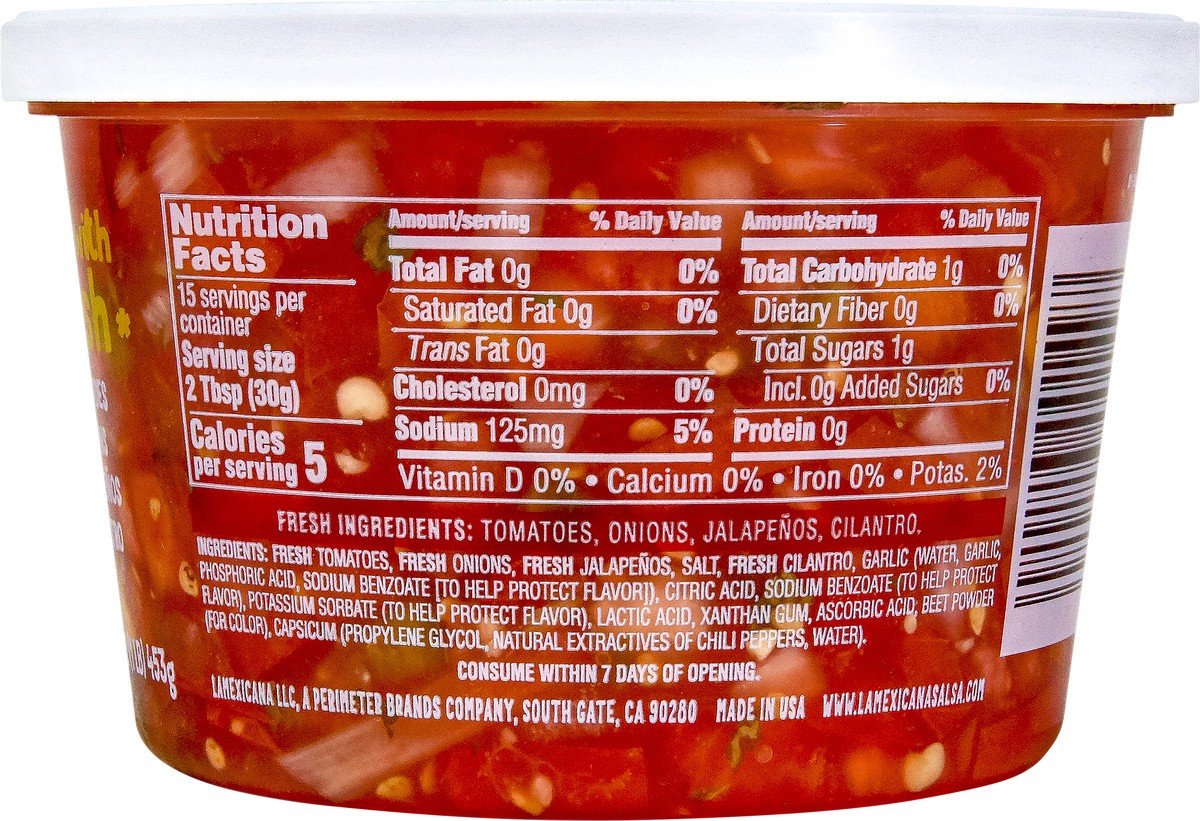 Nutrition
Facts
15 servings per
container
Serving size
2 Tbsp (30g)
Calories
per serving 5
Amount/serving % Daily Value
Total Fat 0g 0%
Saturated Fat 0g 0%
Trans Fat 0g
Cholesterol 0mg 0%
Sodium 125mg 5%
Amount/serving % Daily Value
Total Carbohydrate 1g 0%
Dietary Fiber 0g 0%
Total Sugars 1g
Incl. 0g Added Sugars 0%
Protein 0g
Vitamin D 0% • Calcium 0% • Iron 0% • Potas. 2%
FRESH INGREDIENTS: TOMATOES, ONIONS, JALAPEÑOS, CILANTRO.
INGREDIENTS: FRESH TOMATOES, FRESH ONIONS, FRESH JALAPEÑOS, SALT, FRESH CILANTRO, GARLIC (WATER, GARLIC,
PHOSPHORIC ACID, SODIUM BENZOATE [TO HELP PROTECT FLAVOR]), CITRIC ACID, SODIUM BENZOATE (TO HELP PROTECT
FLAVOR), POTASSIUM SORBATE (TO HELP PROTECT FLAVOR), LACTIC ACID, XANTHAN GUM, ASCORBIC ACID, BEET POWDER
(FOR COLOR), CAPSICUM (PROPYLENE GLYCOL, NATURAL EXTRACTIVES OF CHILI PEPPERS, WATER).
CONSUME WITHIN 7 DAYS OF OPENING.
LAMEXICANA LLC, A PERIMETER BRANDS COMPANY, SOUTH GATE, CA 90280 MADE IN USA WWW.LAMEXICANASALSA.COM
453g